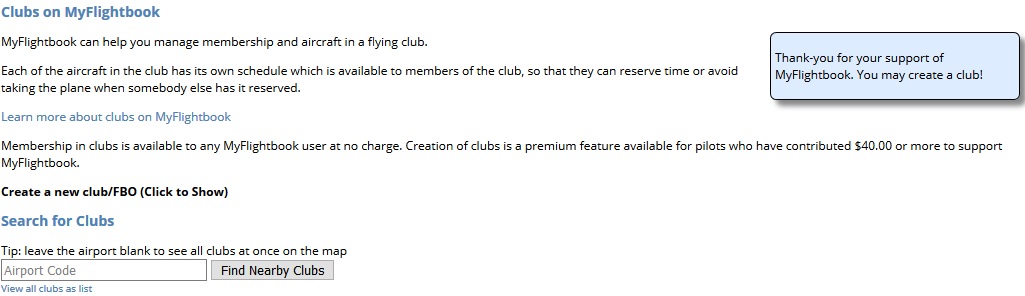 Clubs on MyFlightbook
MyFlightbook can help you manage membership and aircraft in a flying club.
Each of the aircraft in the club has its own schedule which is available to members of the club, so that they can reserve time or avoid
taking the plane when somebody else has it reserved.
Thank-you for your support of
MyFlightbook. You may create a club!
Learn more about clubs on MyFlightbook
Membership in clubs is available to any MyFlightbook user at no charge. Creation of clubs is a premium feature available for pilots who have contributed $40.00 or more to support
MyFlightbook.
Create a new club/FBO (Click to Show)
Search for Clubs
Tip: leave the airport blank to see all clubs at once on the map
Airport Code
Find Nearby Clubs
View all clubs as list